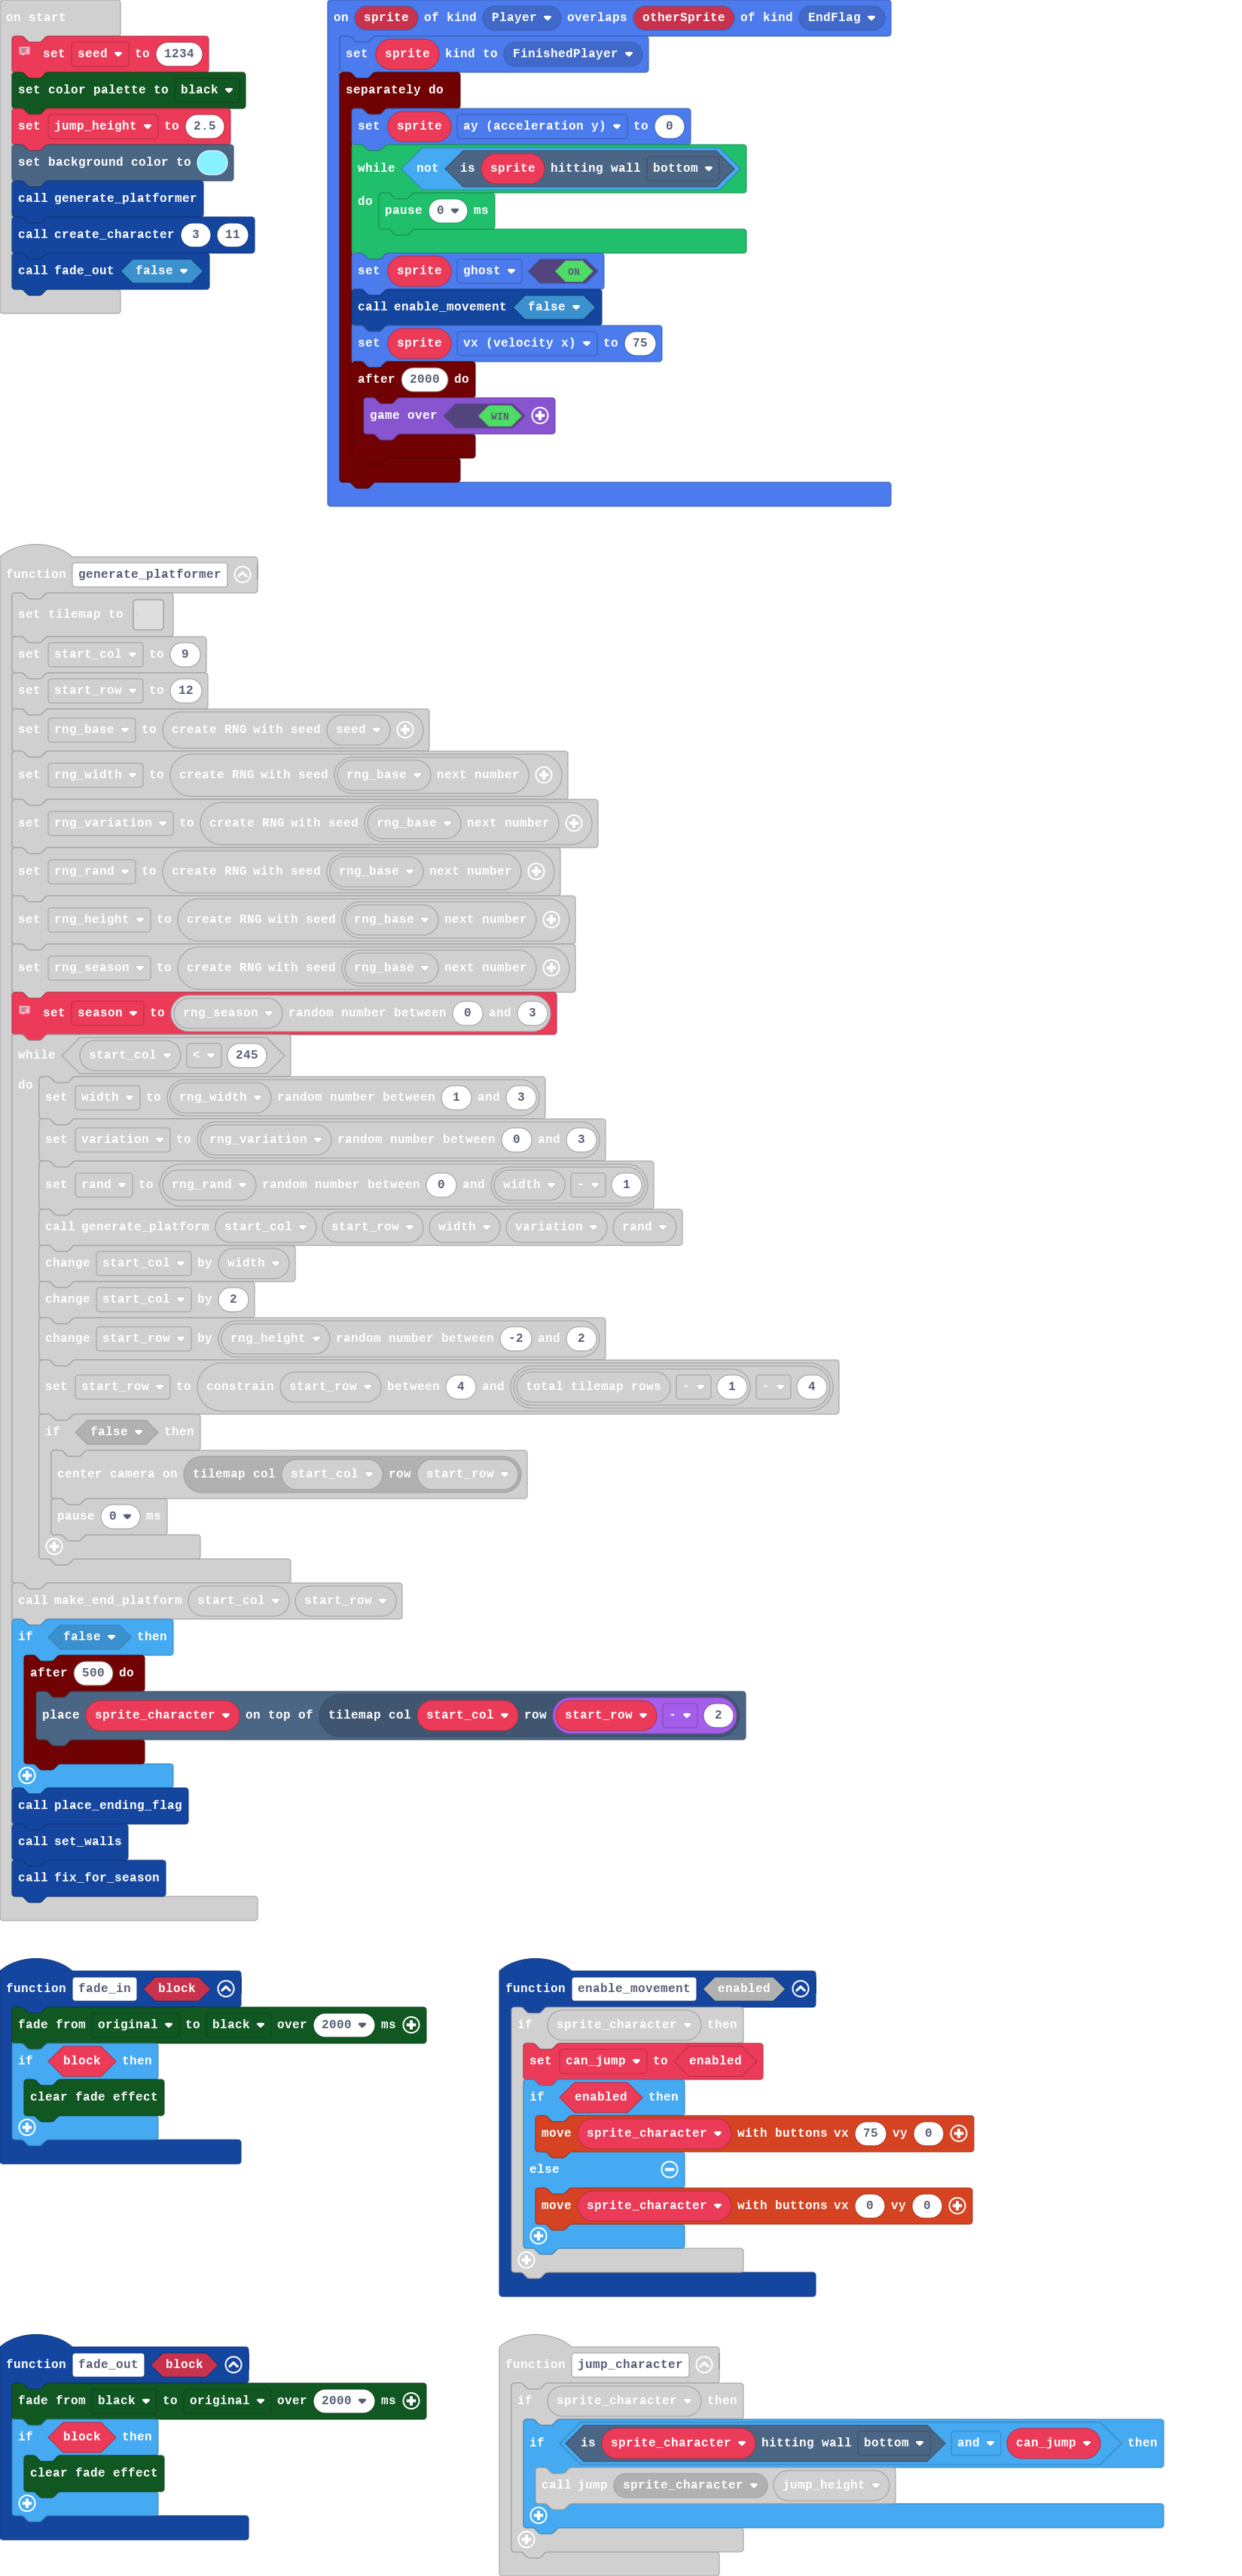 on start
set seed to 1234
set color palette to black
set jump_height to 2.5
set background color to
call generate_platformer
call create_character 3 11
call fade_out false
on sprite of kind Player overlaps otherSprite of kind EndFlag
set sprite kind to FinishedPlayer
separately do
set sprite ay (acceleration y) to 0
while not is sprite hitting wall bottom
do pause 0 ms
set sprite ghost ON
call enable_movement false
set sprite vx (velocity x) to 75
after 2000 do
game over WIN
function generate_platformer
set tilemap to
set start_col to 9
set start_row to 12
set rng_base to create RNG with seed seed
set rng_width to create RNG with seed rng_base next number
set rng_variation to create RNG with seed rng_base next number
set rng_rand to create RNG with seed rng_base next number
set rng_height to create RNG with seed rng_base next number
set rng_season to create RNG with seed rng_base next number
set season to rng_season random number between 0 and 3
while start_col < 245
do
set width to rng_width random number between 1 and 3
set variation to rng_variation random number between 0 and 3
set rand to rng_rand random number between 0 and width - 1
call generate_platform start_col start_row width variation rand
change start_col by width
change start_col by 2
change start_row by rng_height random number between -2 and 2
set start_row to constrain start_row between 4 and total tilemap rows - 1 - 4
if false then
center camera on tilemap col start_col row start_row
pause 0 ms
call make_end_platform start_col start_row
if false then
after 500 do
place sprite_character on top of tilemap col start_col row start_row - 2
call place_ending_flag
call set_walls
call fix_for_season
function fade_in block
fade from original to black over 2000 ms
if block then
clear fade effect
function enable_movement enabled
if sprite_character then
set can_jump to enabled
if enabled then
move sprite_character with buttons vx 75 vy 0
else
move sprite_character with buttons vx 0 vy 0
function fade_out block
fade from black to original over 2000 ms
if block then
clear fade effect
function jump_character
if sprite_character then
if is sprite_character hitting wall bottom and can_jump then
call jump sprite_character jump_height